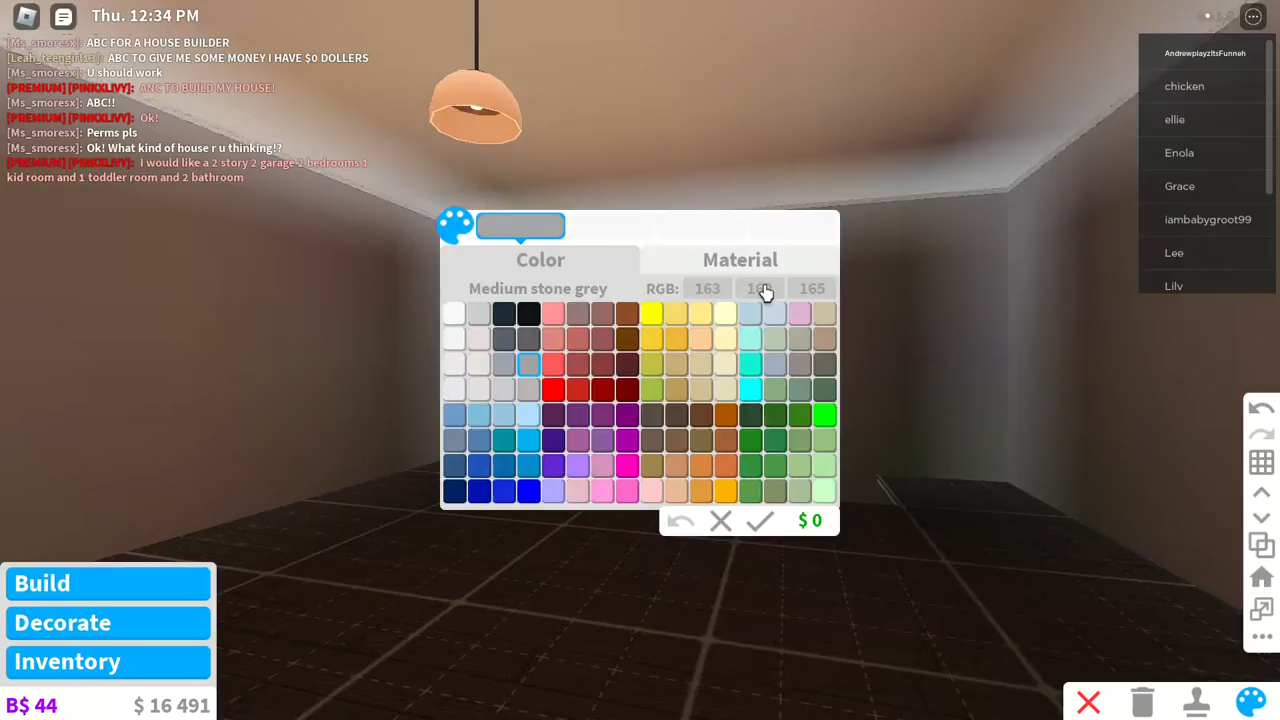 Thu. 12:34 PM
[Ms_smoresx]: ABC FOR A HOUSE BUILDER
ABC TO GIVE ME SOME MONEY I HAVE $0 DOLLERS
[Ms_smoresx]: U should work
[PREMIUM] [PINKXLIVY]: ANC TO BUILD MY HOUSE!
[Ms_smoresx]: ABC!!
[PREMIUM] [PINKXLIVY]: Ok!
[Ms_smoresx]: Perms pls
[Ms_smoresx]: Ok! What kind of house r u thinking!?
[PREMIUM] [PINKXLIVY]: I would like a 2 story 2 garage 2 bedrooms 1
kid room and 1 toddler room and 2 bathroom
AndrewplayzItsFunneh
chicken
ellie
Enola
Grace
iambabygroot99
Lee
Lily
Color
Material
Medium stone grey
RGB: 163 165
$ 0
Build
Decorate
Inventory
B$ 44 $ 16 491